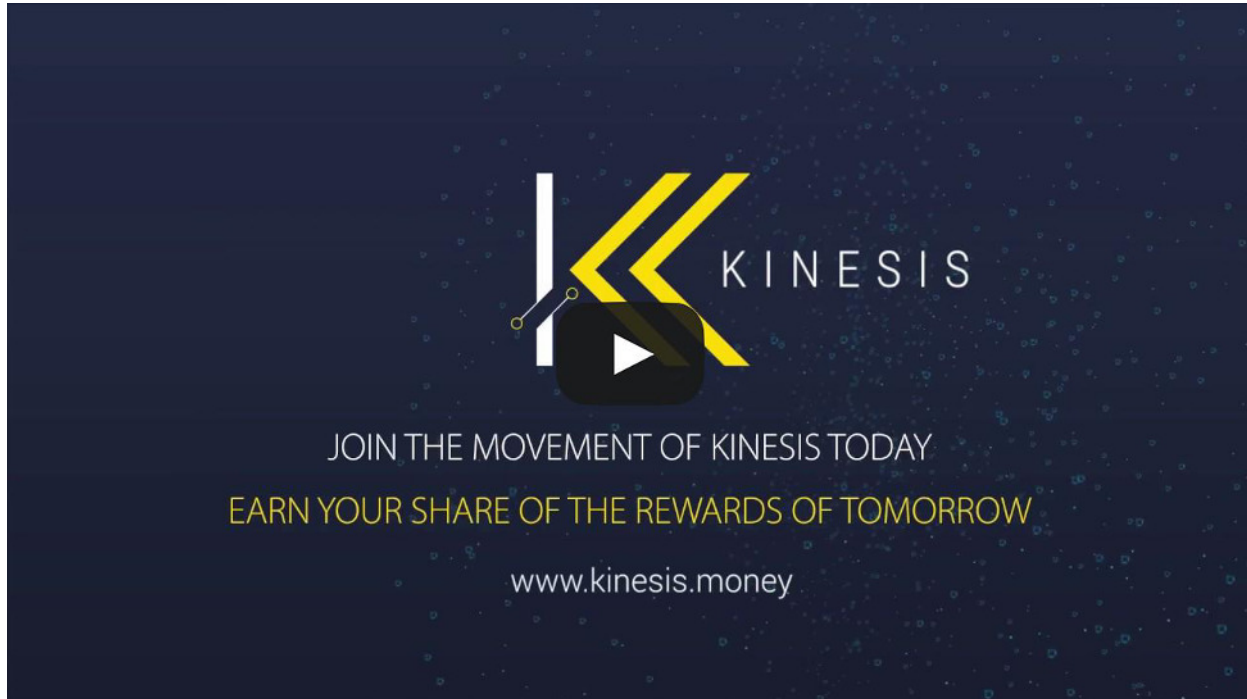 KINESIS
JOIN THE MOVEMENT OF KINESIS TODAY
EARN YOUR SHARE OF THE REWARDS OF TOMORROW
www.kinesis.money